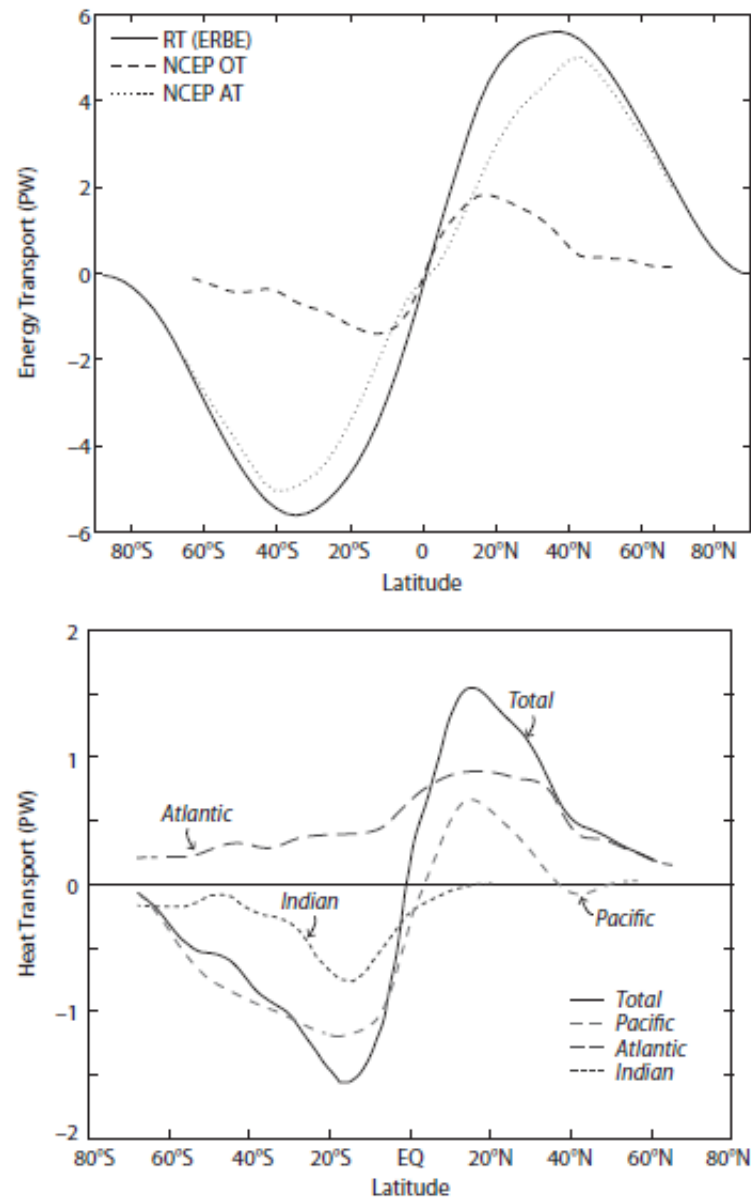 RT (ERBE)
NCEP OT
NCEP AT
6
4
2
0
−2
−4
−6
Energy Transport (PW)
80°S 60°S 40°S 20°S 0 20°N 40°N 60°N 80°N
Latitude
2
1
0
−1
−2
Heat Transport (PW)
Total
Atlantic
Indian
Pacific
Total
Pacific
Atlantic
Indian
80°S 60°S 40°S 20°S EQ 20°N 40°N 60°N 80°N
Latitude